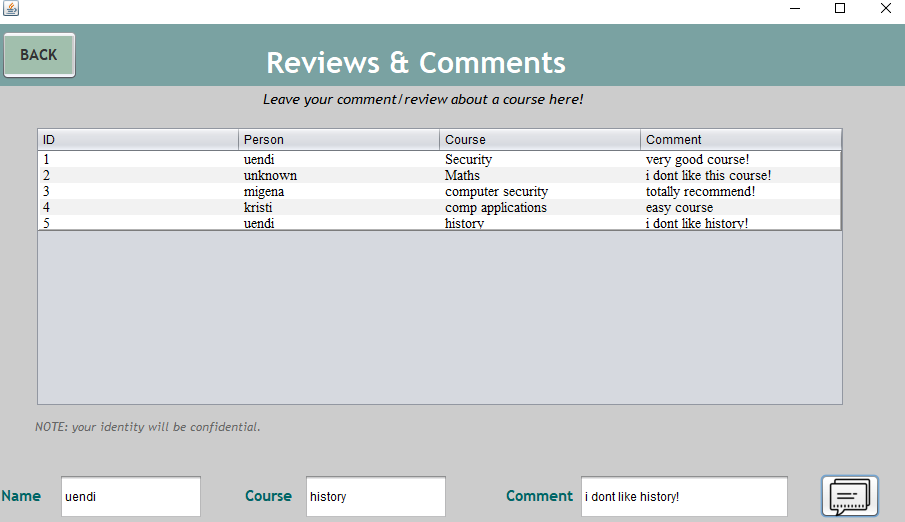 BACK
Reviews & Comments
Leave your comment/review about a course here!
ID Person Course Comment
1 uendi Security very good course!
2 unknown Maths i dont like this course!
3 migena computer security totally recommend!
4 kristi comp applications easy course
5 uendi history i dont like history!
NOTE: your identity will be confidential.
Name uendi Course history Comment i dont like history!